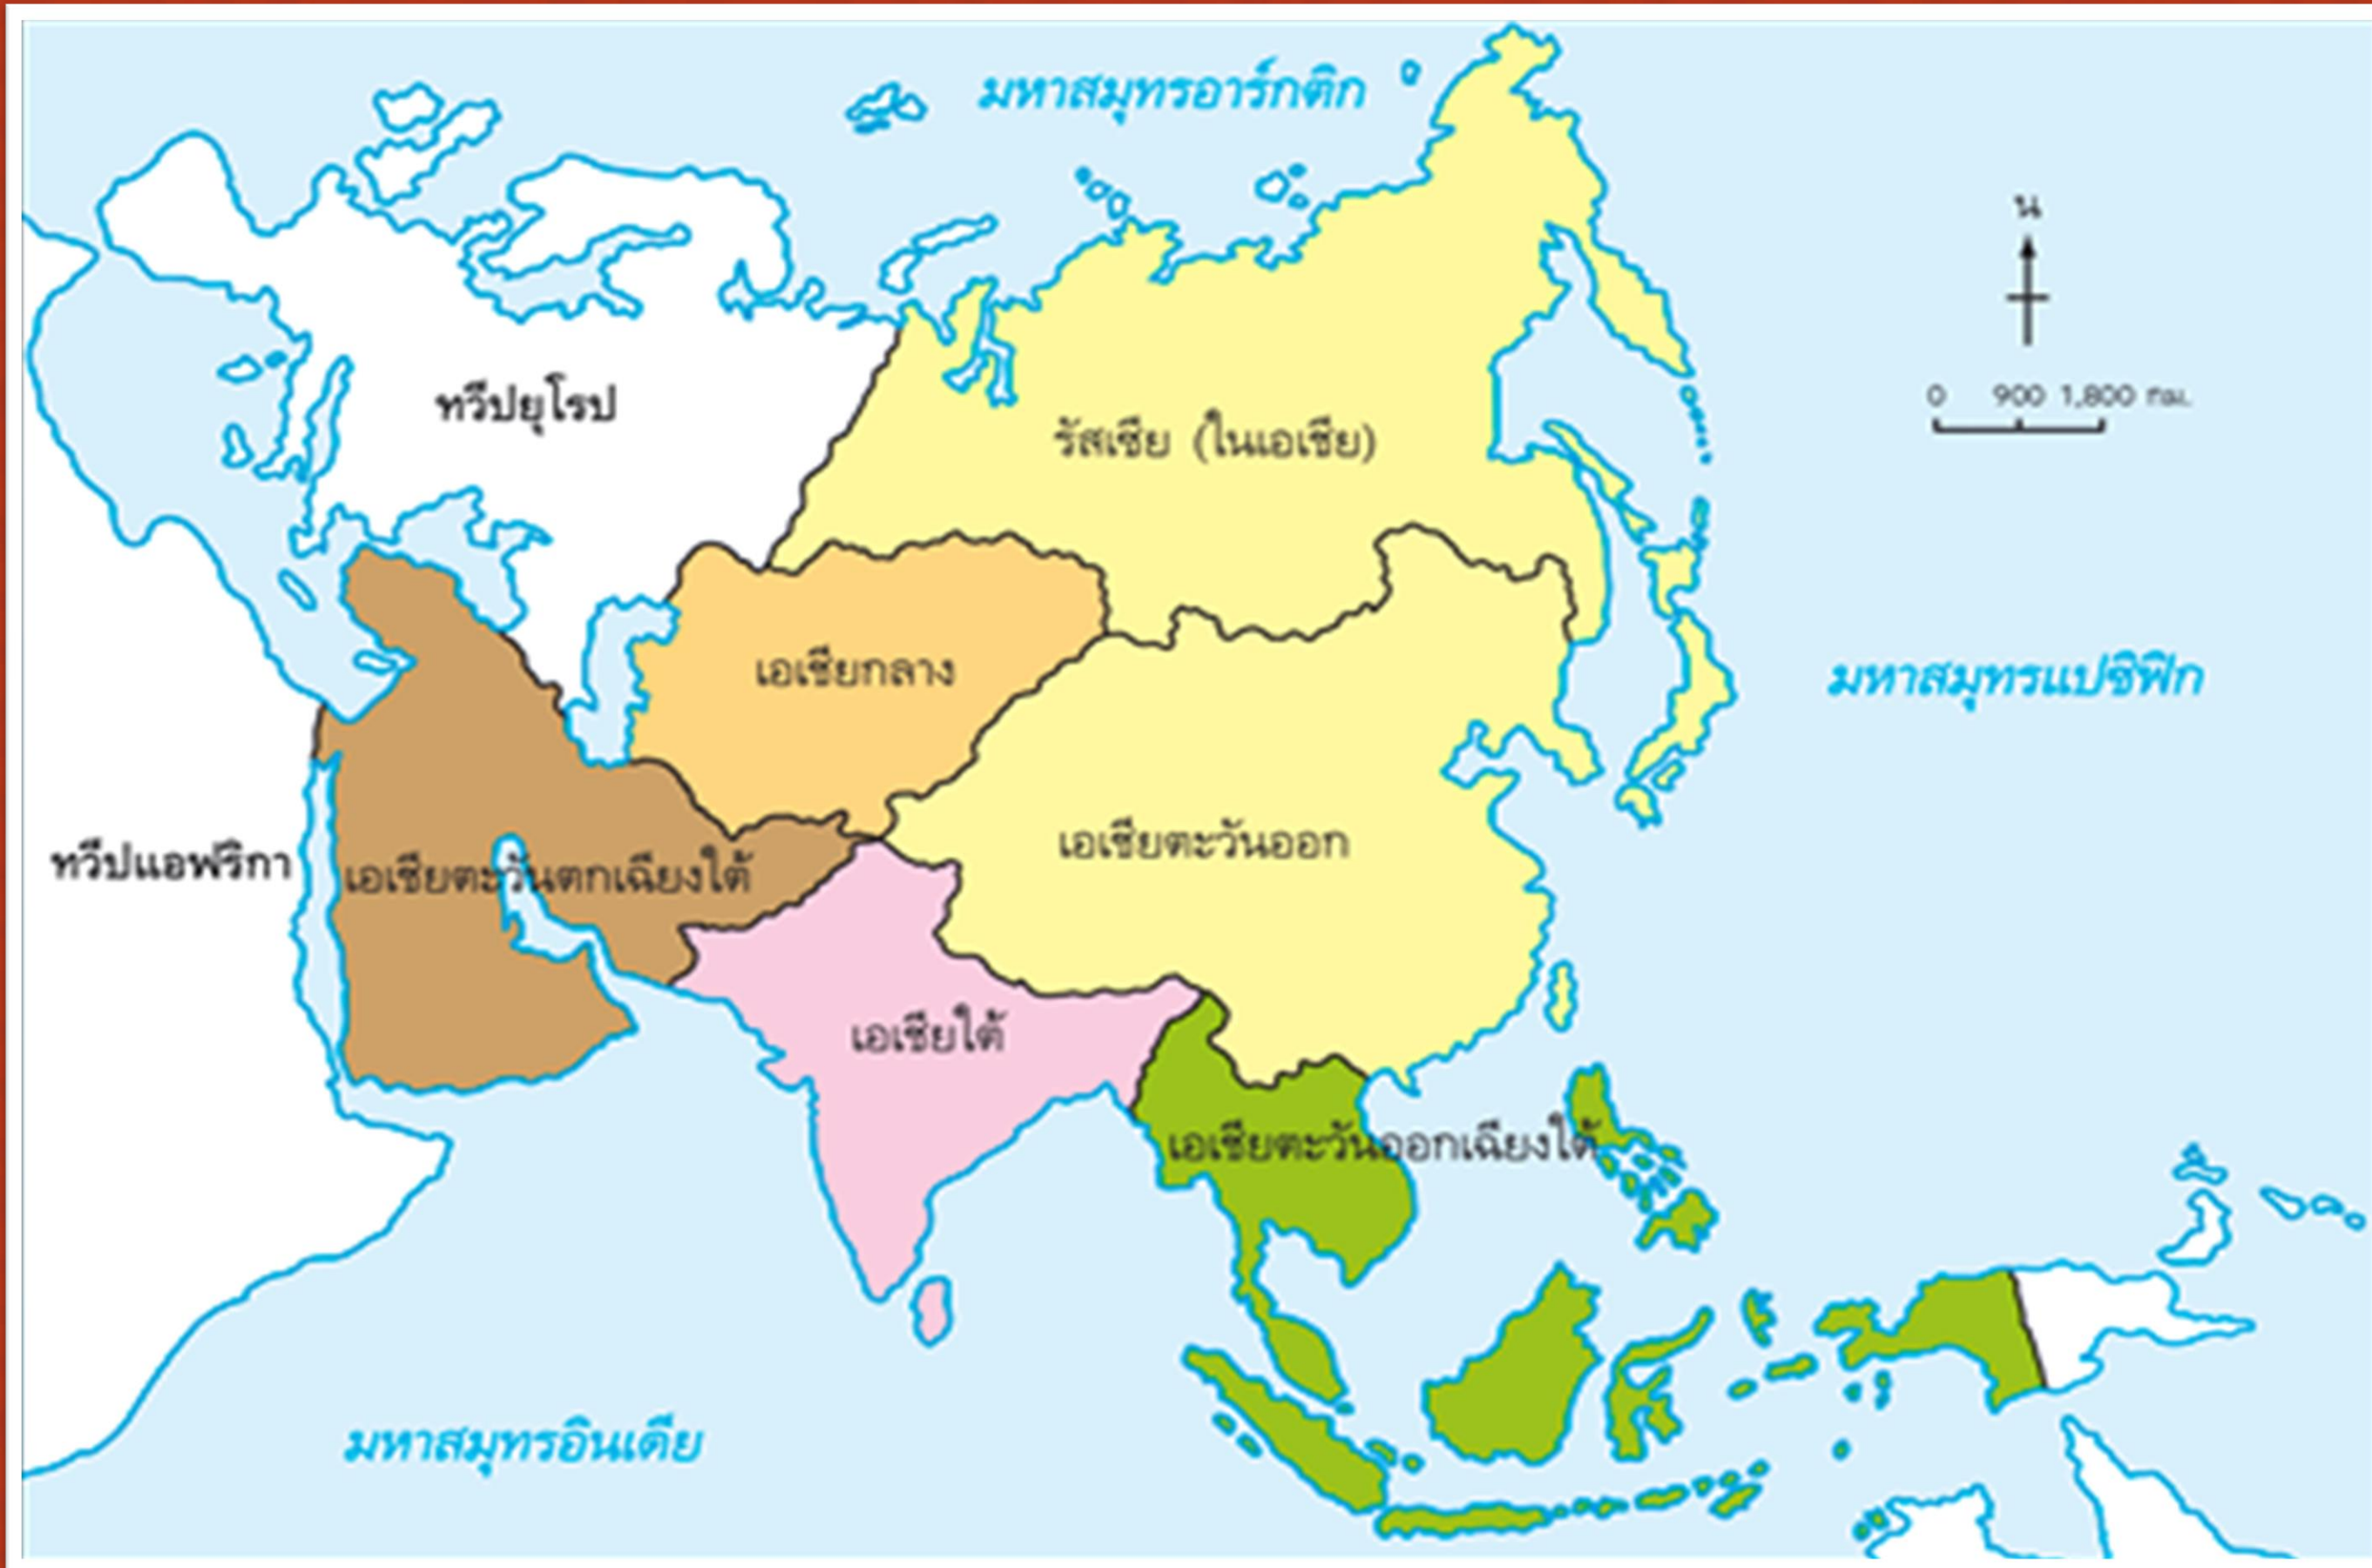 มหาสมุทรอาร์กติก
น
0 900 1,800 กม.
ทวีปยุโรป
รัสเซีย (ในเอเชีย)
เอเชียกลาง
มหาสมุทรแปซิฟิก
ทวีปแอฟริกา
เอเชียตะวันตกเฉียงใต้
เอเชียตะวันออก
เอเชียใต้
เอเชียตะวันออกเฉียงใต้
มหาสมุทรอินเดีย